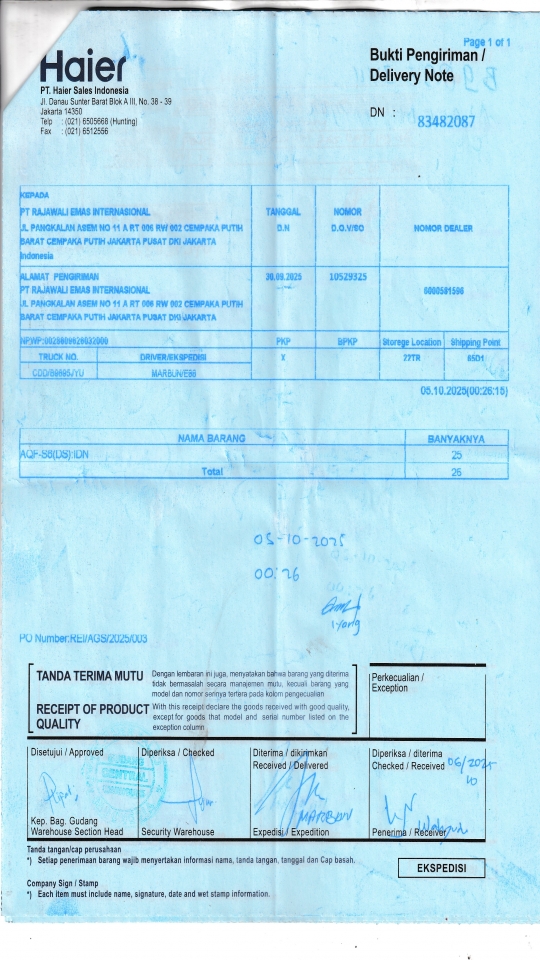 Page 1 of 1
Haier
Bukti Pengiriman /
Delivery Note
PT. Haier Sales Indonesia
Jl. Danau Sunter Barat Blok A III, No. 38 - 39
Jakarta 14350
Telp : (021) 6505668 (Hunting)
Fax : (021) 6512556
DN : 83482087
KEPADA
PT RAJAWALI EMAS INTERNASIONAL
JL PANGKALAN ASEM NO 11 A RT 006 RW 002 CEMPAKA PUTIH
BARAT CEMPAKA PUTIH JAKARTA PUSAT DKI JAKARTA
Indonesia
TANGGAL
D.N
NOMOR
D.O.V/SO
NOMOR DEALER
ALAMAT PENGIRIMAN
PT RAJAWALI EMAS INTERNASIONAL
JL PANGKALAN ASEM NO 11 A RT 006 RW 002 CEMPAKA PUTIH
BARAT CEMPAKA PUTIH JAKARTA PUSAT DKI JAKARTA
30.09.2025
10529325
PKP BPKP Storege Location Shipping Point
TRUCK NO. DRIVER/EKSPEDISI X 22TR 65D1
05.10.2025(00:26:15)
NAMA BARANG BANYAKNYA
25
Total
05-10-2025
00:26
Iyong
PO Number:REI/AGS/2025/003
TANDA TERIMA MUTU
Dengan lembaran ini juga, menyatakan bahwa barang yang diterima
tidak bermasalah secara manajemen mutu, kecuali barang yang
model dan nomor serinya tertera pada kolom pengecualian
RECEIPT OF PRODUCT
QUALITY
With this receipt declare the goods received with good quality,
except for goods that model and serial number listed on the
exception column
Perkecualian /
Exception
Disetujui / Approved
Diperiksa / Checked
Diterima / dikirimkan
Received / Delivered
Diperiksa / diterima
Checked / Received
06/2025
10
MARBUN
Kep. Bag. Gudang
Warehouse Section Head
Security Warehouse
Expedisi / Expedition
Penerima / Receiver
Tanda tangan/cap perusahaan
*) Setiap penerimaan barang wajib menyertakan informasi nama, tanda tangan, tanggal dan Cap basah.
EKSPEDISI
Company Sign / Stamp
*) Each item must include name, signature, date and wet stamp information.